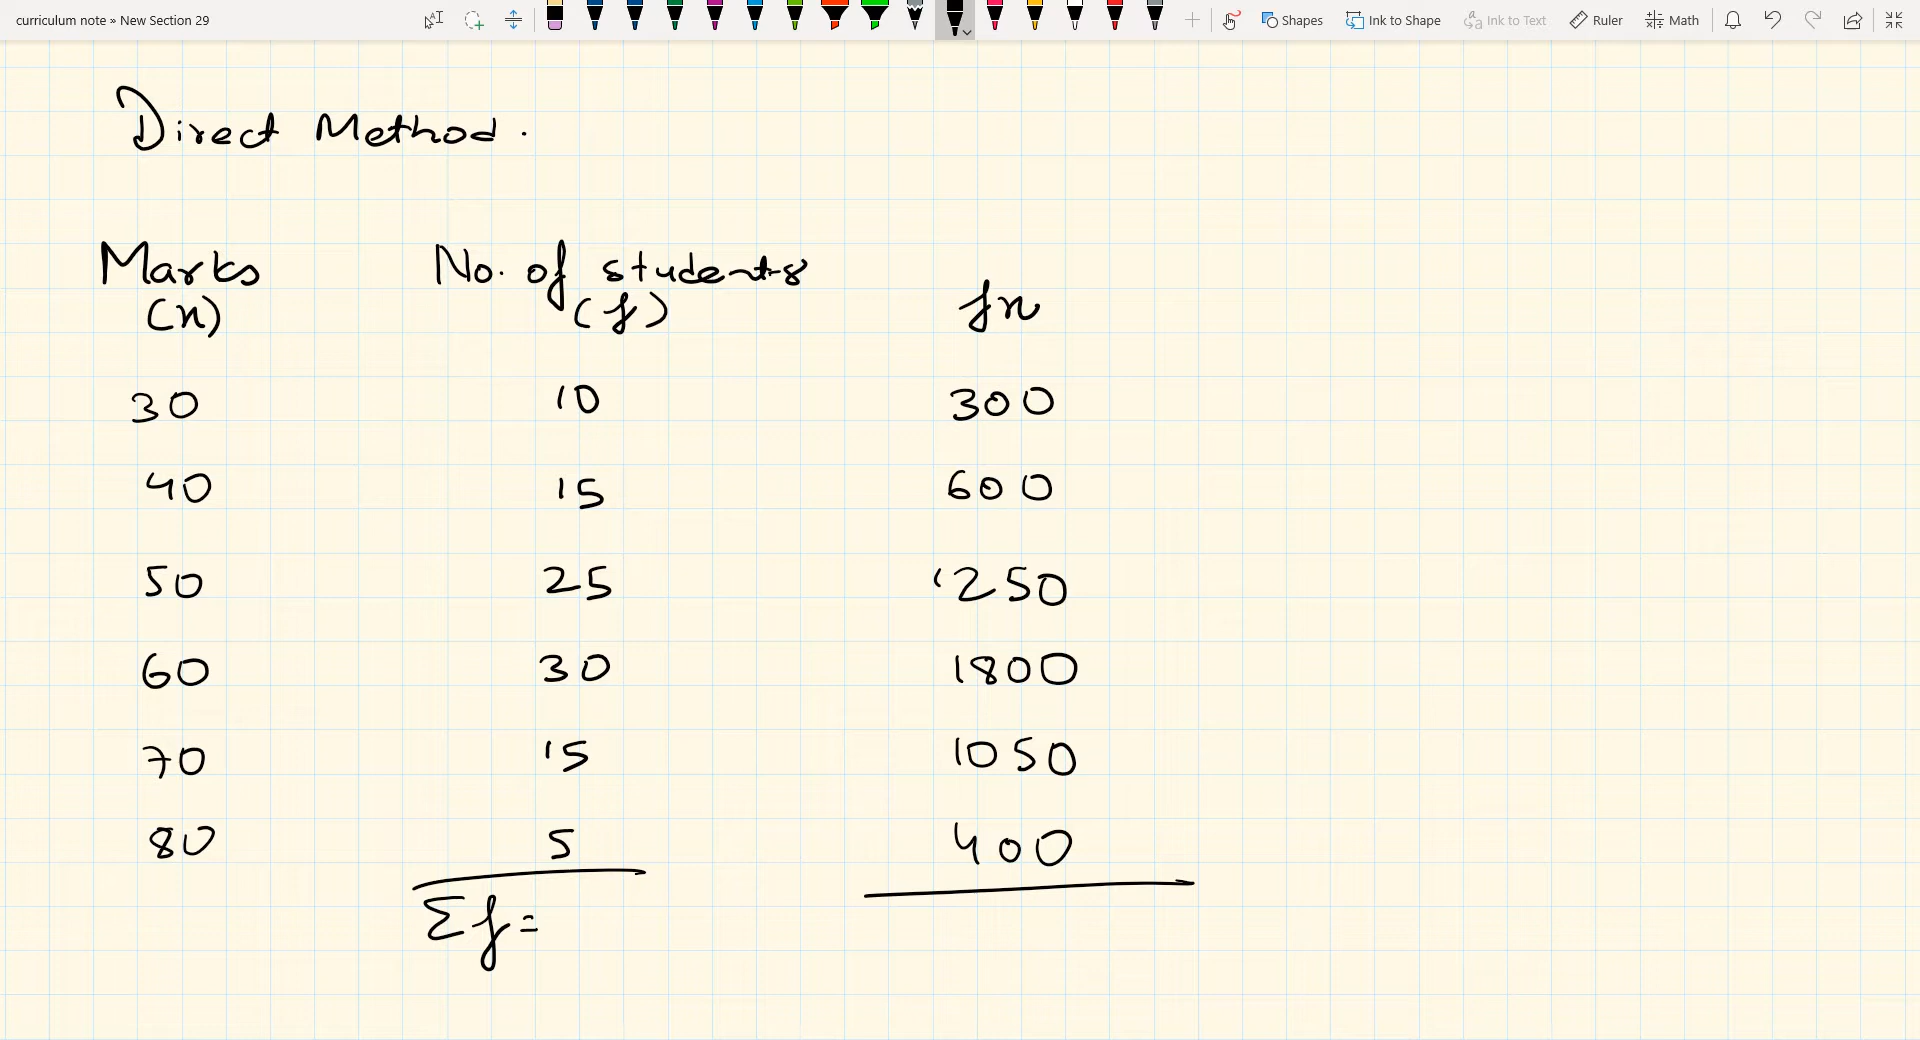 curriculum note » New Section 29 Shapes Ink to Shape Ink to Text Ruler Math
Direct Method.
Marks No. of students
(x) (f) fx
30 10 300
40 15 600
50 25 1250
60 30 1800
70 15 1050
80 5 400
Σf=